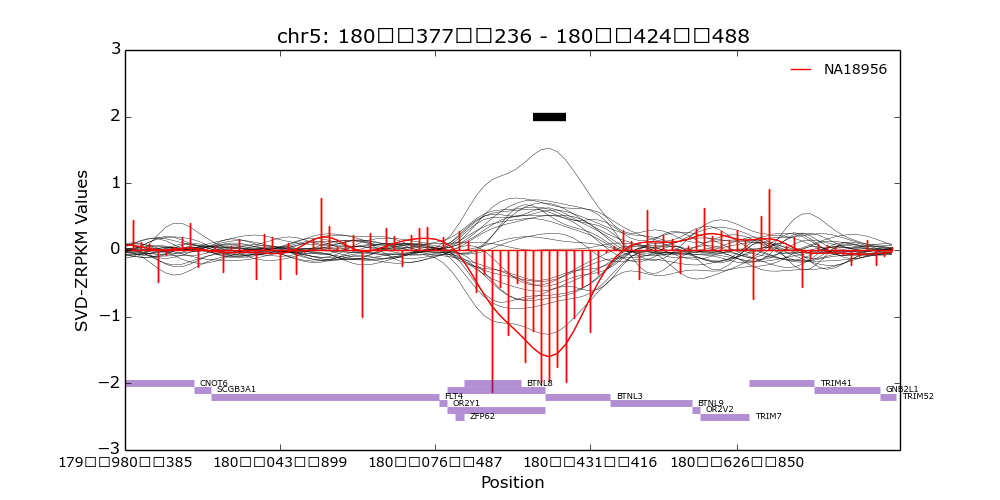 chr5: 180□□377□□236 - 180□□424□□488
NA18956
SVD-ZRPKM Values
3
2
1
0
−1
−2
−3
CNOT6
SCGB3A1
FLT4
OR2Y1
ZFP62
BTNL8
BTNL3
BTNL9
OR2V2
TRIM7
TRIM41
GNB2L1
TRIM52
179□□980□□385 180□□043□□899 180□□076□□487 180□□431□□416 180□□626□□850
Position